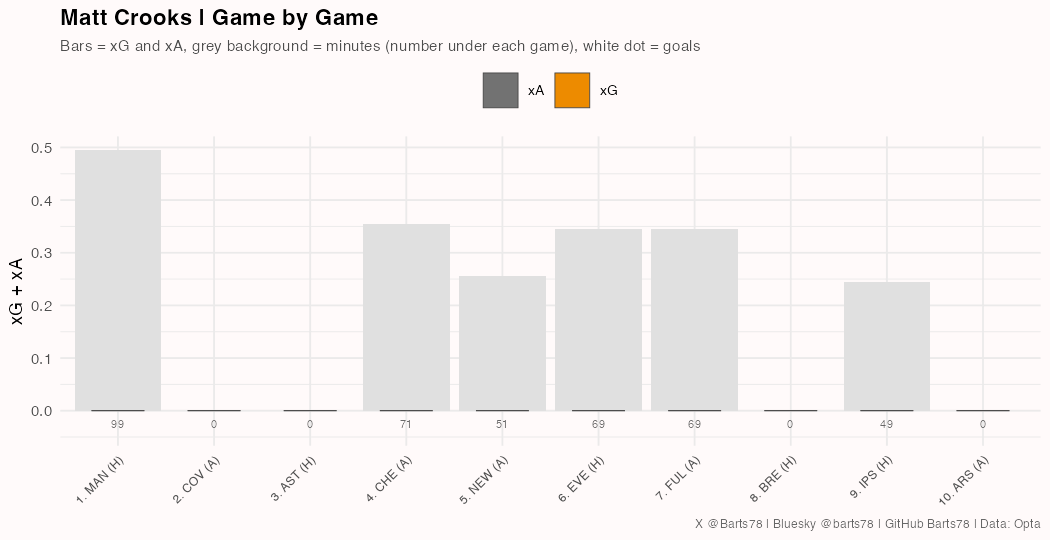 Matt Crooks | Game by Game
Bars = xG and xA, grey background = minutes (number under each game), white dot = goals
xA xG
xG + xA
0.5
0.4
0.3
0.2
0.1
0.0
99 0 0 71 51 69 69 0 49 0
1. MAN (H) 2. COV (A) 3. AST (H) 4. CHE (A) 5. NEW (A) 6. EVE (H) 7. FUL (A) 8. BRE (H) 9. IPS (H) 10. ARS (A)
X @Barts78 | Bluesky @barts78 | GitHub Barts78 | Data: Opta